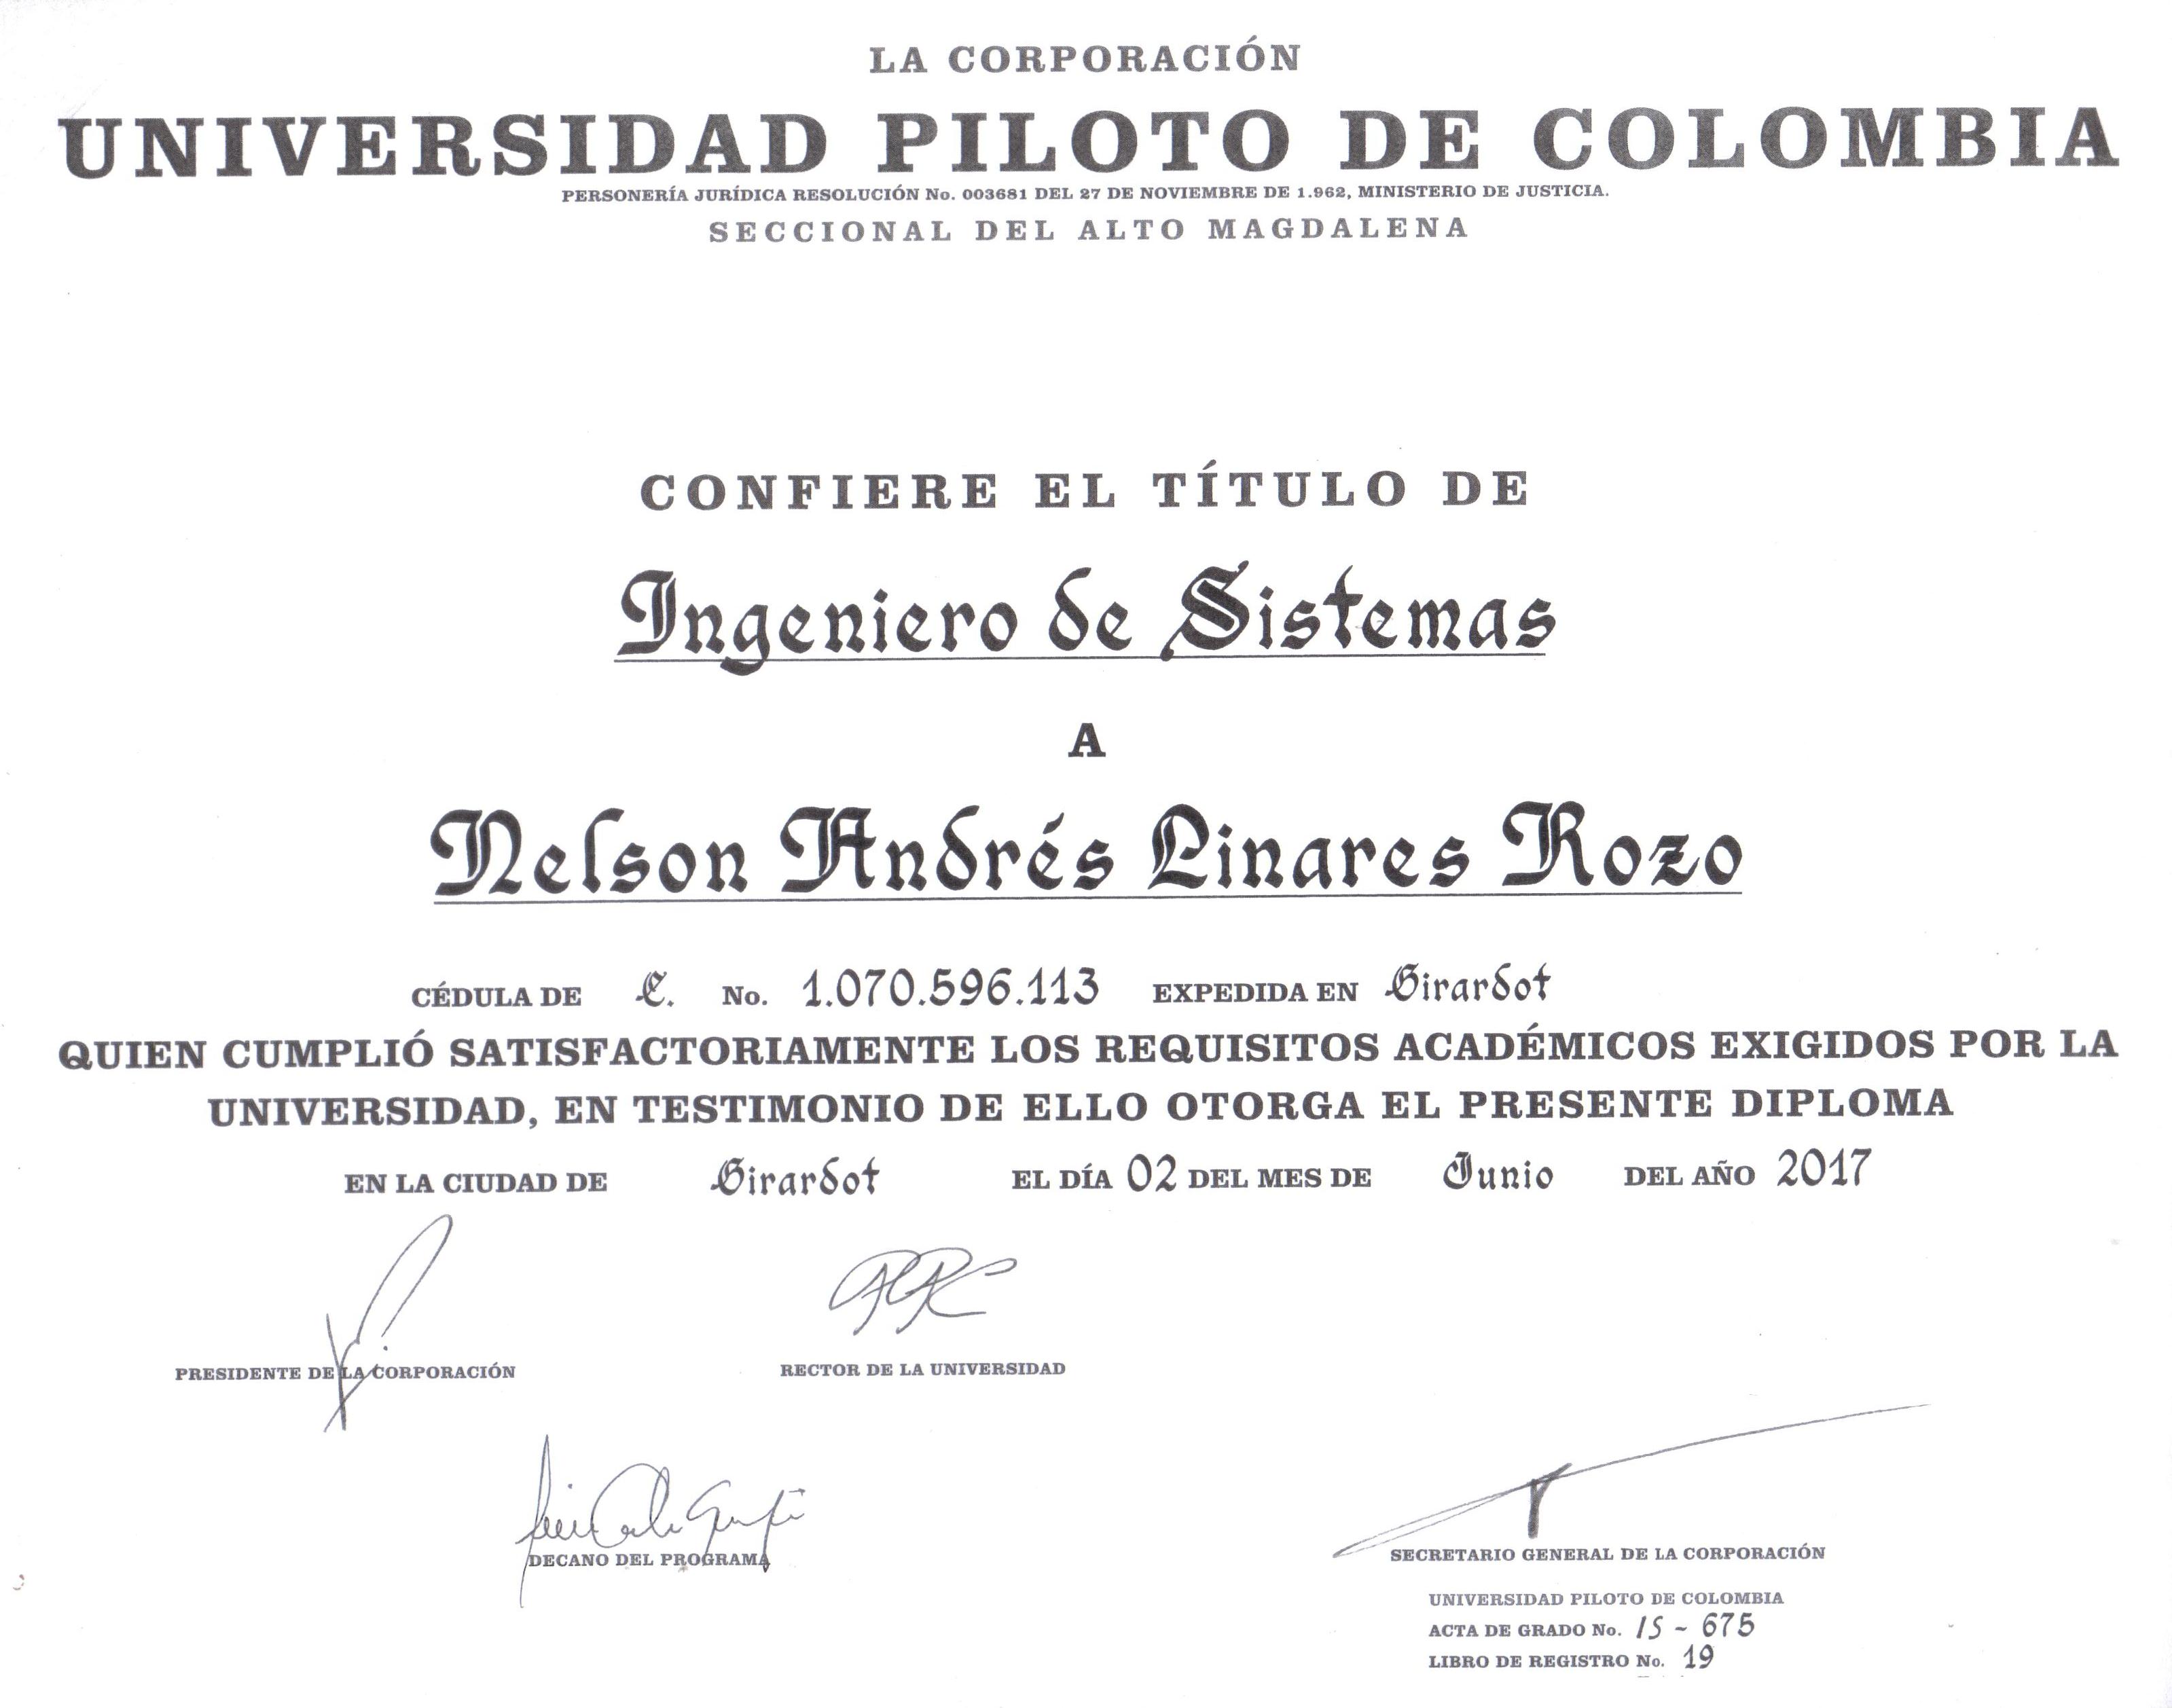 LA CORPORACIÓN
UNIVERSIDAD PILOTO DE COLOMBIA
PERSONERÍA JURÍDICA RESOLUCIÓN No. 003681 DEL 27 DE NOVIEMBRE DE 1.962, MINISTERIO DE JUSTICIA.
SECCIONAL DEL ALTO MAGDALENA
CONFIERE EL TÍTULO DE
Ingeniero de Sistemas
A
Nelson Andrés Linares Rozo
CÉDULA DE C. No. 1.070.596.113 EXPEDIDA EN Girardot
QUIEN CUMPLIÓ SATISFACTORIAMENTE LOS REQUISITOS ACADÉMICOS EXIGIDOS POR LA
UNIVERSIDAD, EN TESTIMONIO DE ELLO OTORGA EL PRESENTE DIPLOMA
EN LA CIUDAD DE Girardot EL DÍA 02 DEL MES DE Junio DEL AÑO 2017
PRESIDENTE DE LA CORPORACIÓN RECTOR DE LA UNIVERSIDAD
DECANO DEL PROGRAMA SECRETARIO GENERAL DE LA CORPORACIÓN
UNIVERSIDAD PILOTO DE COLOMBIA
ACTA DE GRADO No. IS - 675
LIBRO DE REGISTRO No. 19